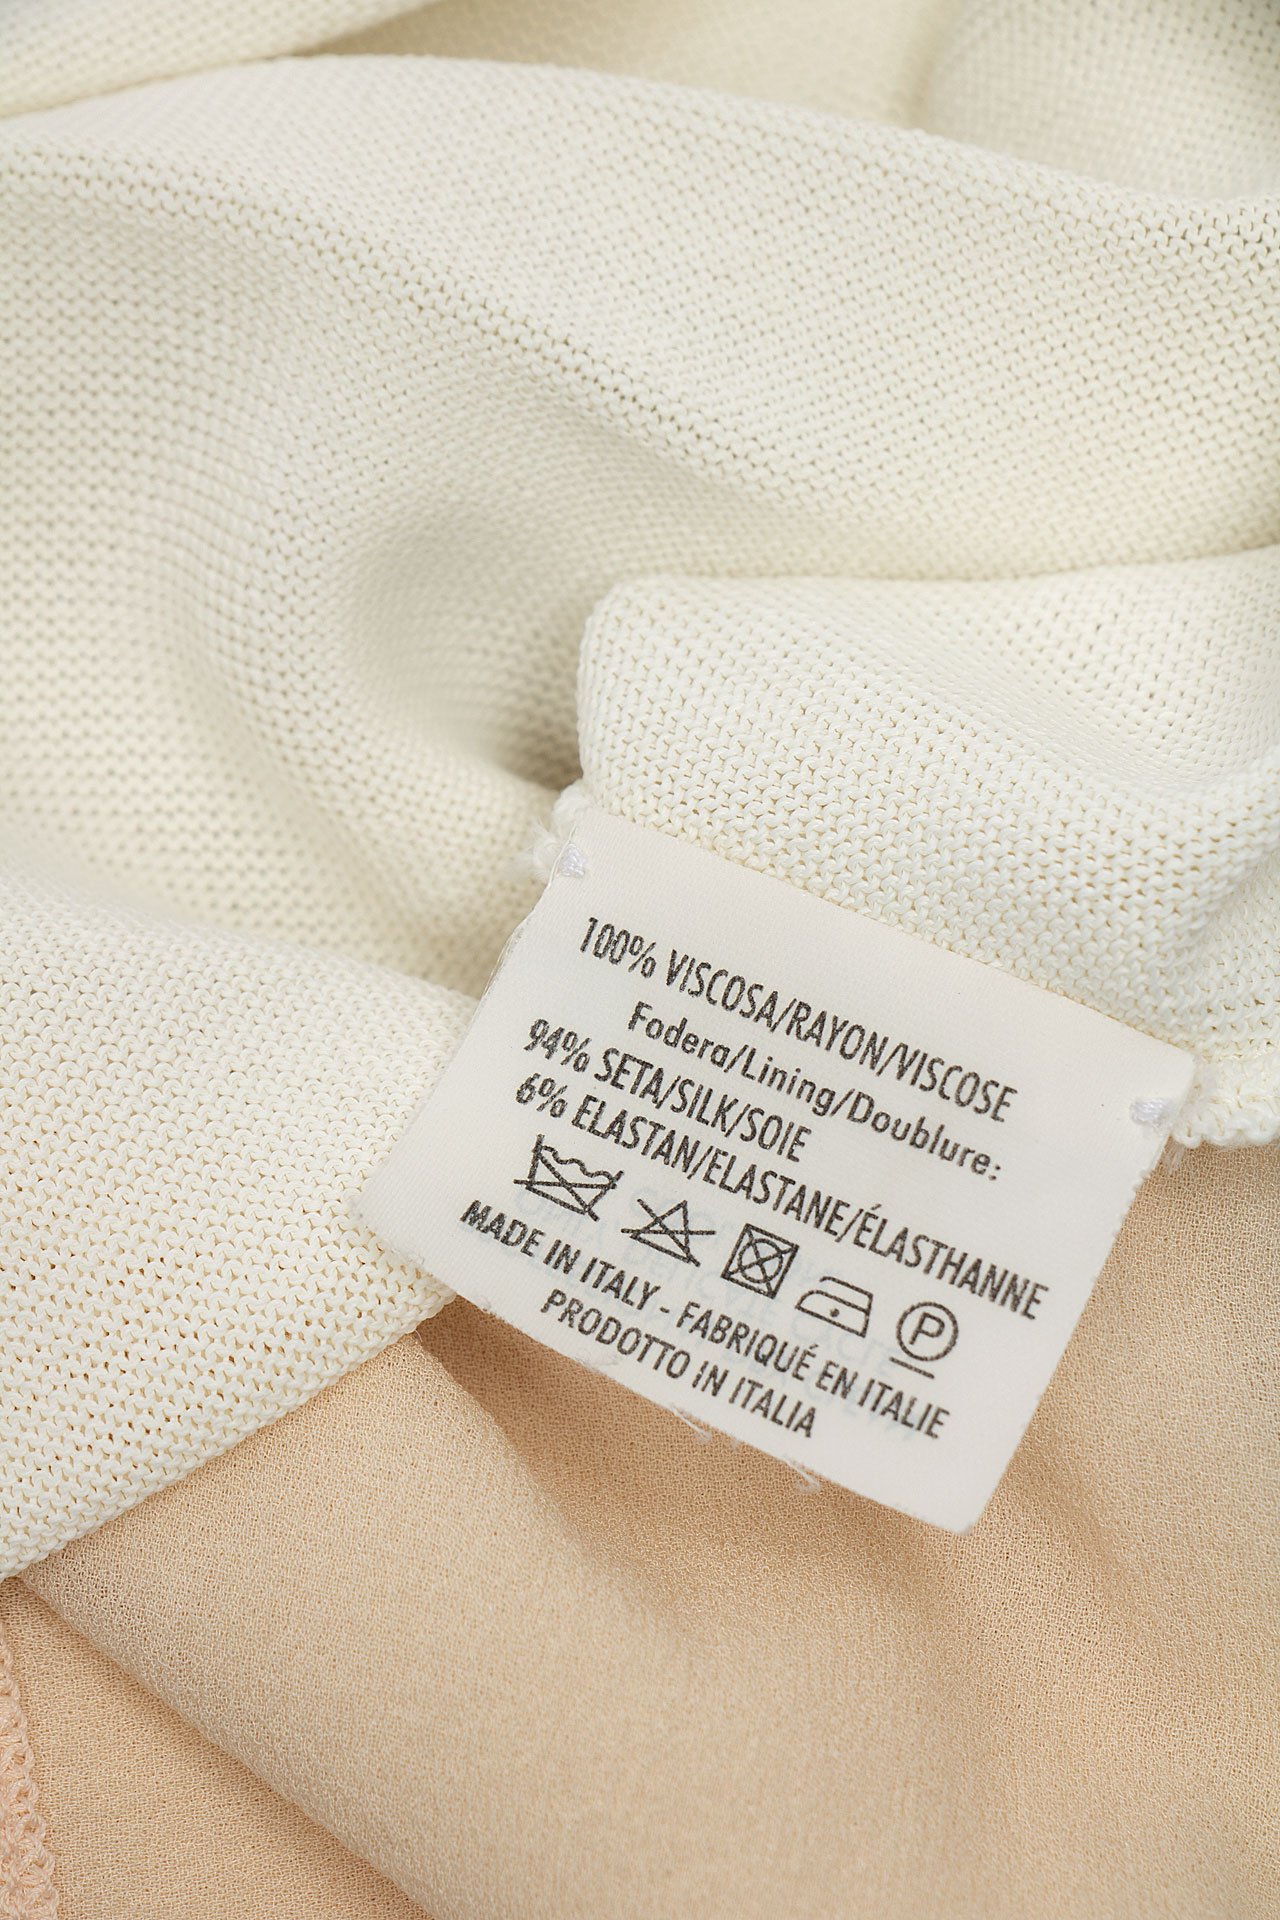 100% VISCOSA/RAYON/VISCOSE
Fodera/Lining/Doublure:
94% SETA/SILK/SOIE
6% ELASTAN/ELASTANE/ÉLASTHANNE
P
MADE IN ITALY - FABRIQUÉ EN ITALIE
PRODOTTO IN ITALIA